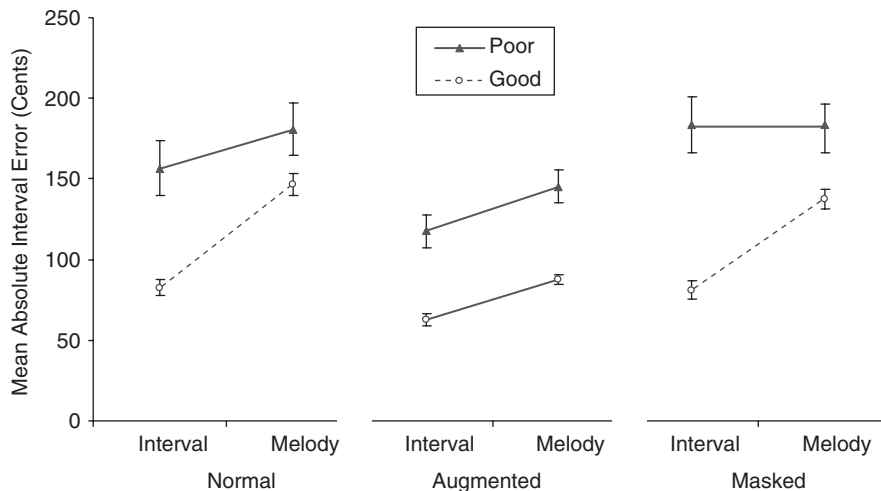 Mean Absolute Interval Error (Cents)
250
200
150
100
50
0
Poor
Good
Interval Melody
Normal
Interval Melody
Augmented
Interval Melody
Masked